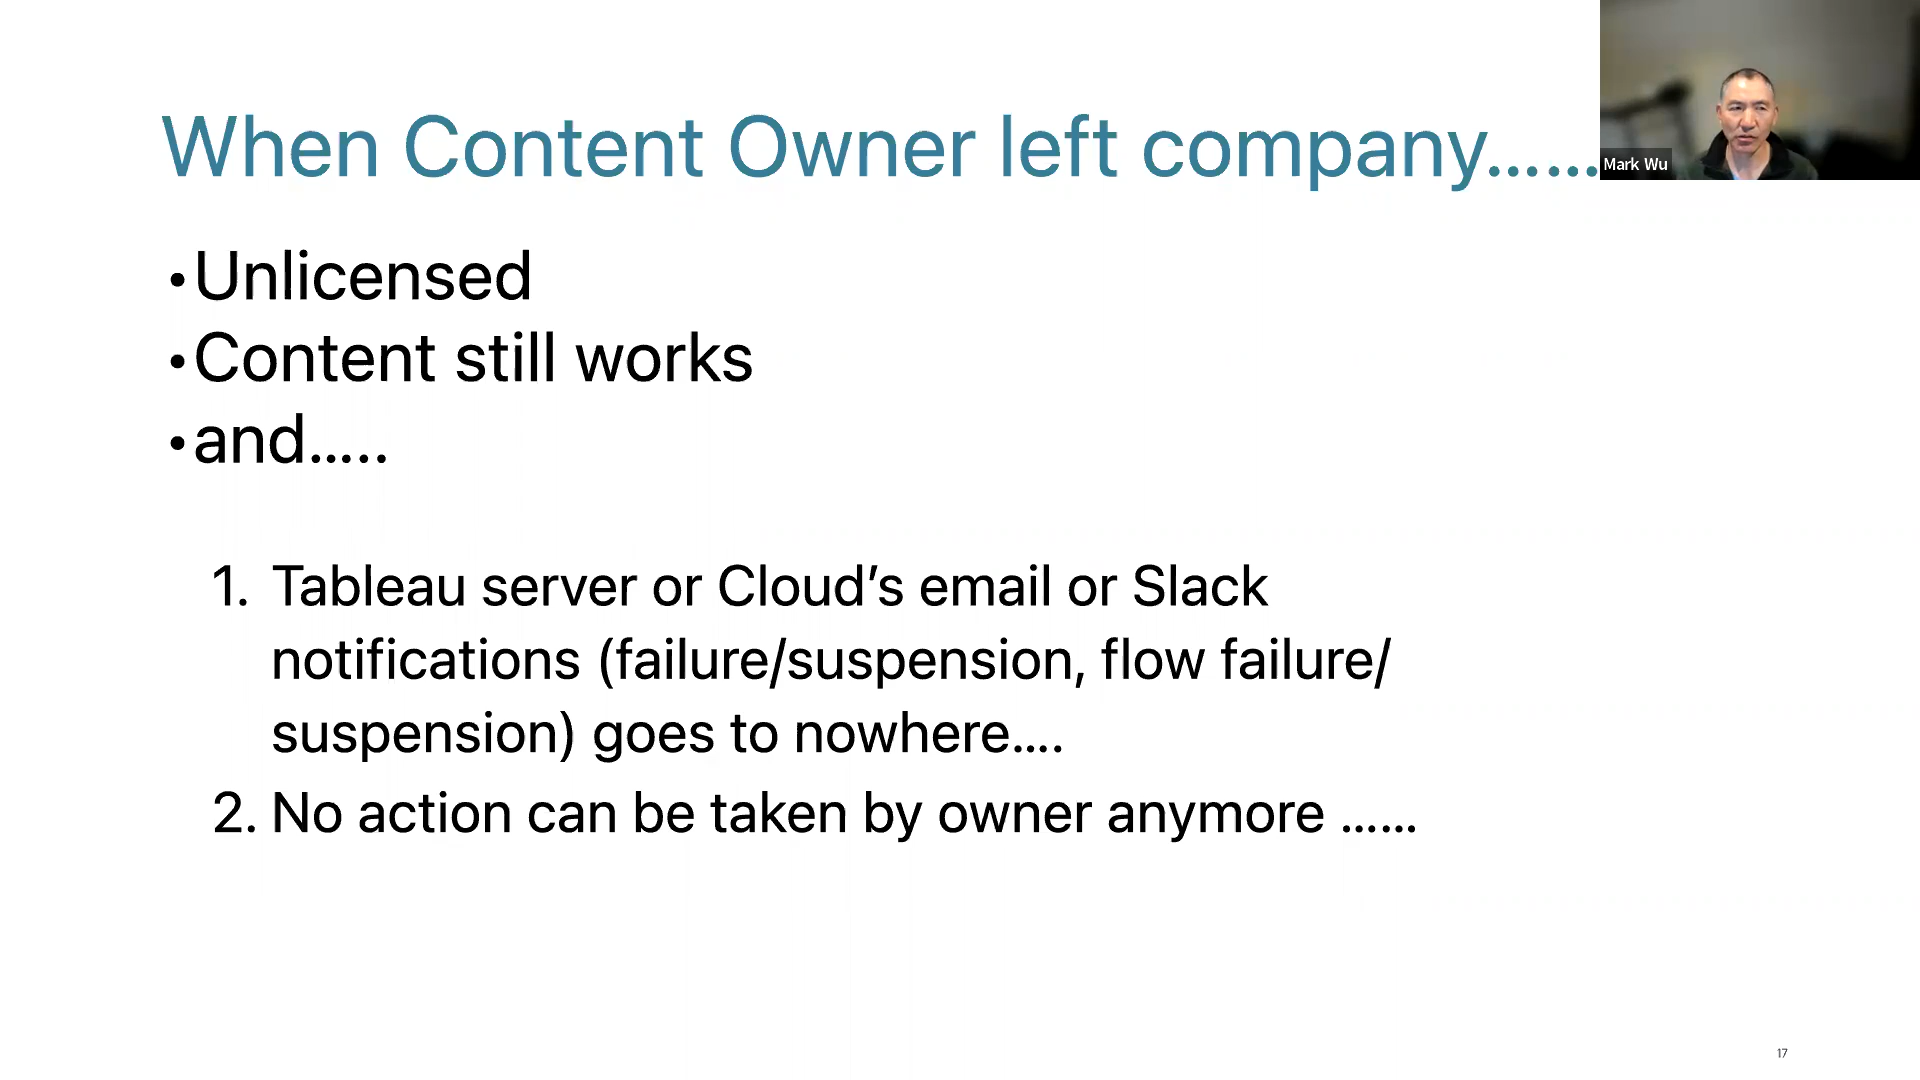 When Content Owner left company......
Mark Wu
•Unlicensed
•Content still works
•and.....
1. Tableau server or Cloud’s email or Slack
notifications (failure/suspension, flow failure/
suspension) goes to nowhere....
2. No action can be taken by owner anymore ......
17